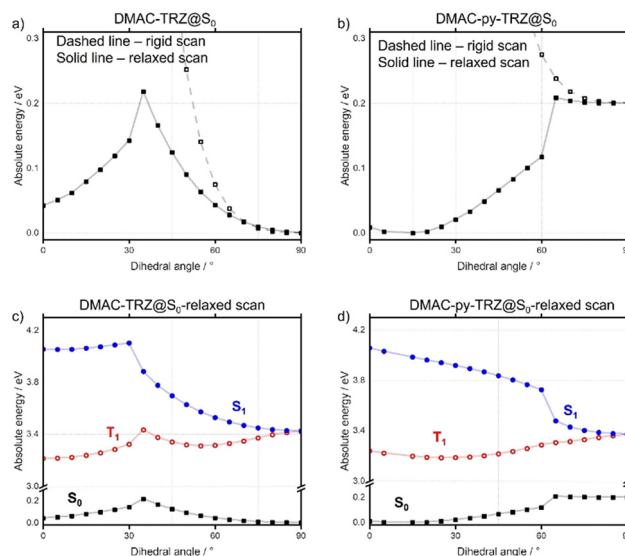 DMAC-TRZ@S₀
DMAC-py-TRZ@S₀
a)
b)
0.3
Dashed line – rigid scan
Solid line – relaxed scan
0.2
0.1
0.0
Absolute energy / eV
0
30
60
90
Dihedral angle / °
0.3
Dashed line – rigid scan
Solid line – relaxed scan
0.2
0.1
0.0
Absolute energy / eV
0
30
60
90
Dihedral angle / °
DMAC-TRZ@S₀-relaxed scan
DMAC-py-TRZ@S₀-relaxed scan
c)
d)
4.2
3.8
3.4
3.0
0.2
0.0
S₁
T₁
S₀
Absolute energy / eV
0
30
60
90
Dihedral angle / °
4.2
3.8
3.4
3.0
0.2
0.0
S₁
T₁
S₀
Absolute energy / eV
0
30
60
90
Dihedral angle / °